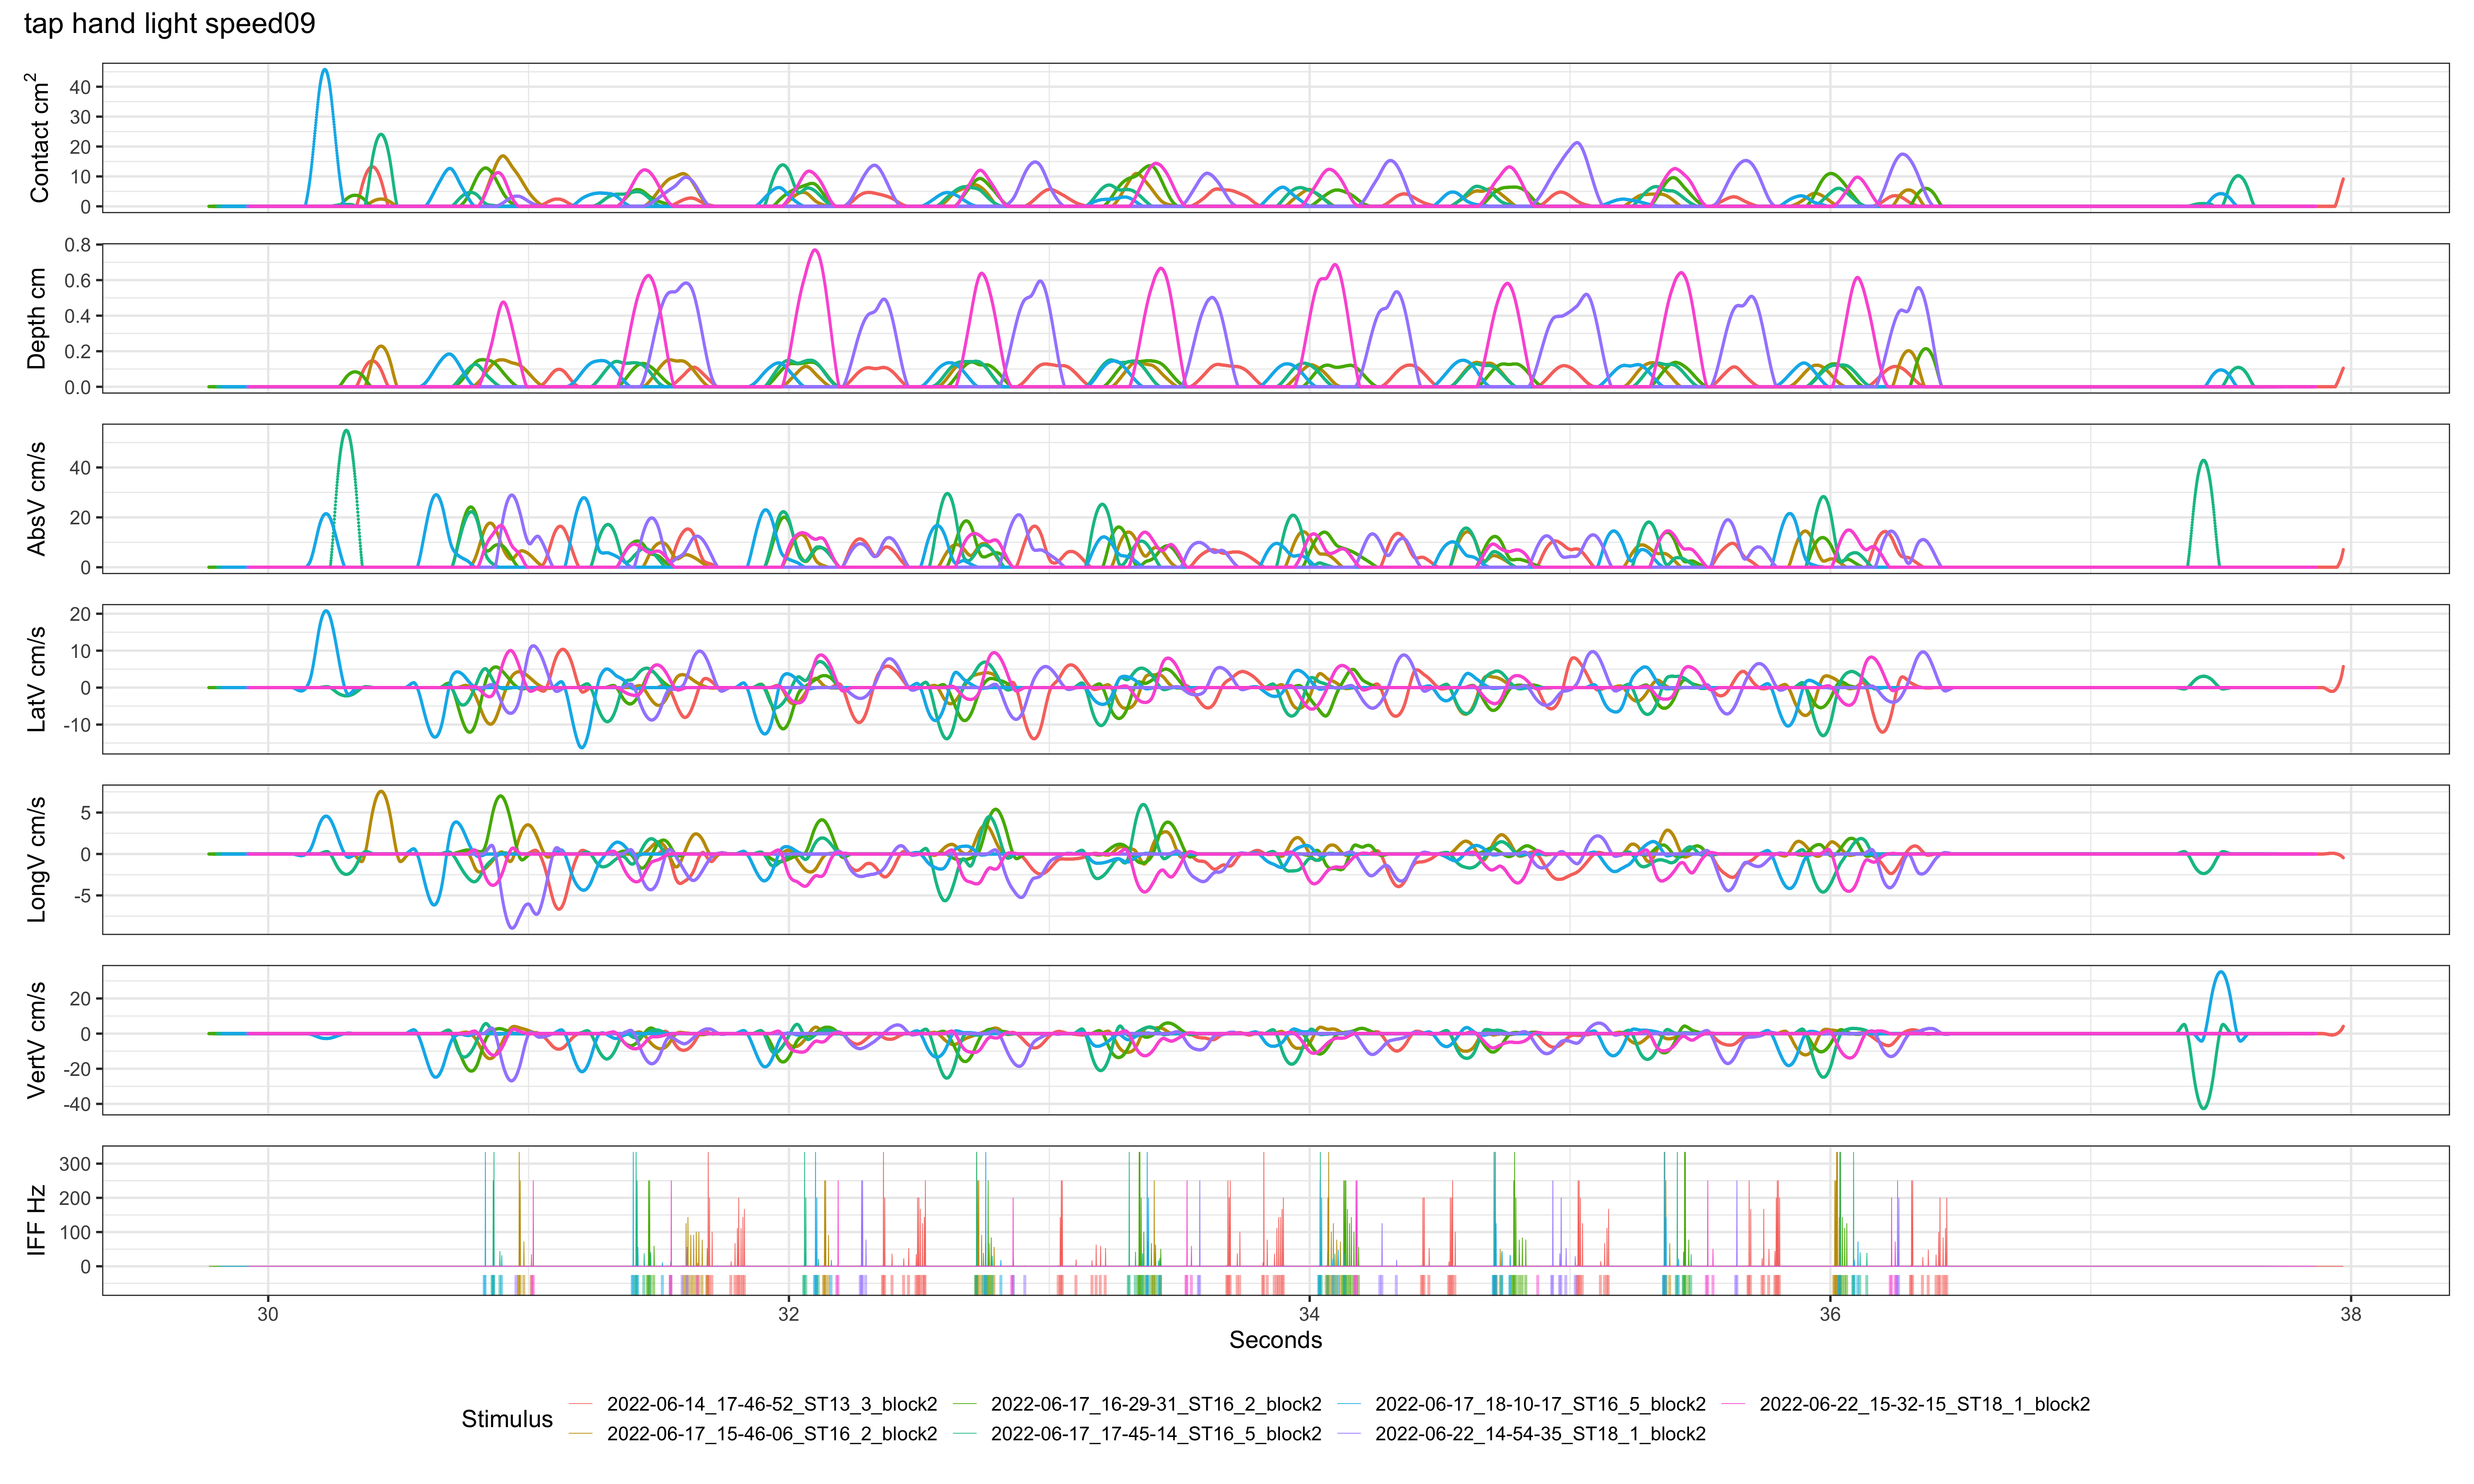 tap hand light speed09
Contact cm²
40
30
20
10
0
Depth cm
0.8
0.6
0.4
0.2
0.0
AbsV cm/s
40
20
0
LatV cm/s
20
10
0
-10
LongV cm/s
5
0
-5
VertV cm/s
20
0
-20
-40
IFF Hz
300
200
100
0
30 32 34 36 38
Seconds
Stimulus
2022-06-14_17-46-52_ST13_3_block2 2022-06-17_16-29-31_ST16_2_block2 2022-06-17_18-10-17_ST16_5_block2 2022-06-22_15-32-15_ST18_1_block2
2022-06-17_15-46-06_ST16_2_block2 2022-06-17_17-45-14_ST16_5_block2 2022-06-22_14-54-35_ST18_1_block2